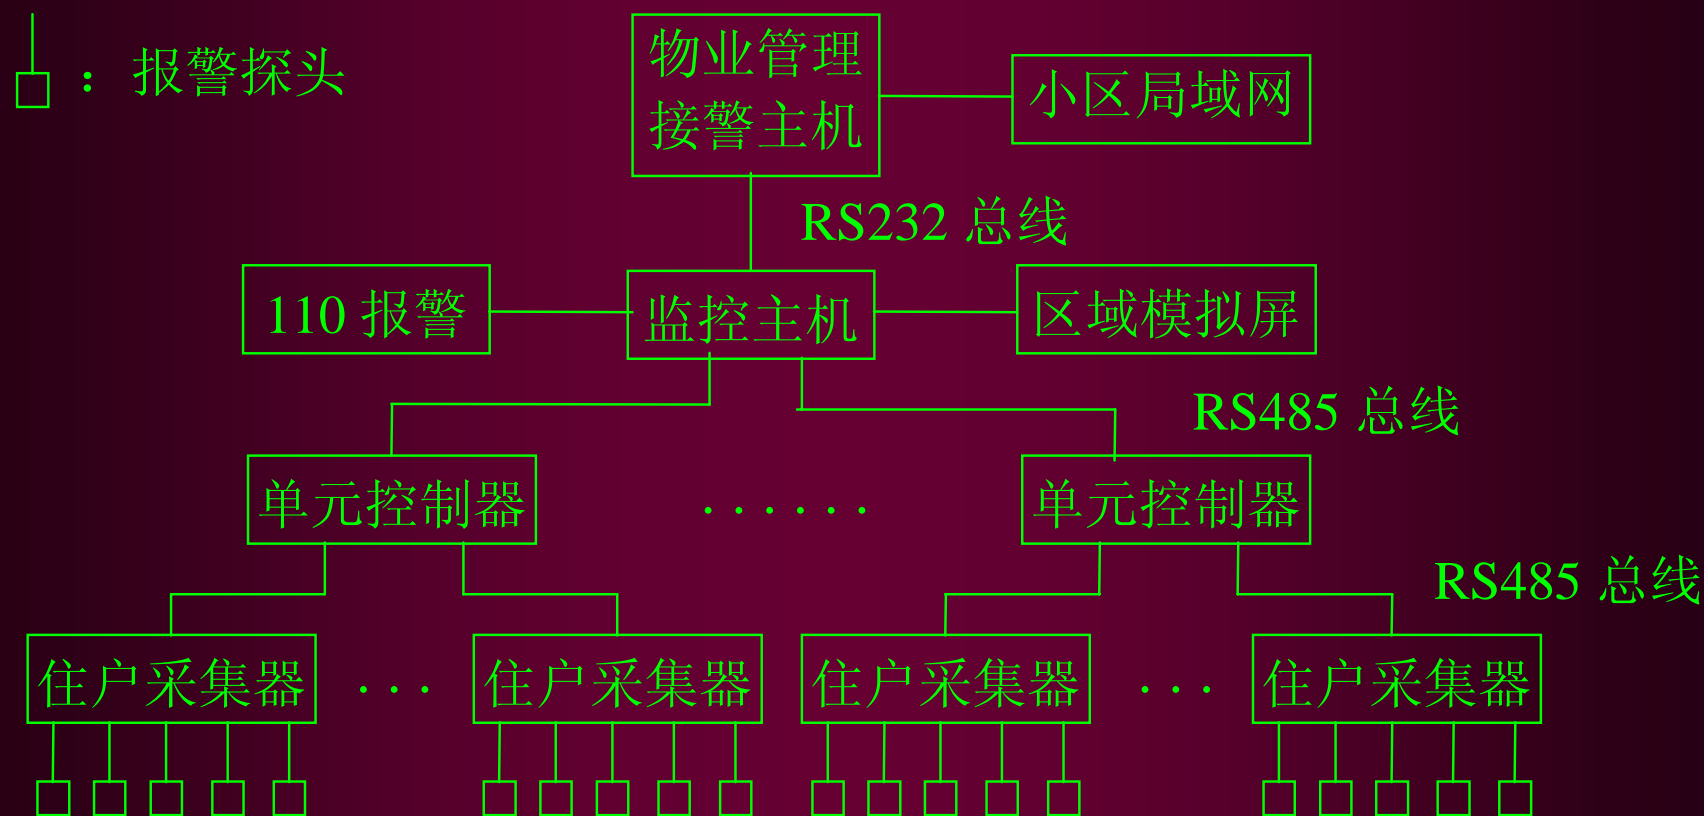 ：报警探头
物业管理
接警主机
小区局域网
RS232 总线
110 报警
监控主机
区域模拟屏
RS485 总线
单元控制器
······
单元控制器
RS485 总线
住户采集器
···
住户采集器
住户采集器
···
住户采集器